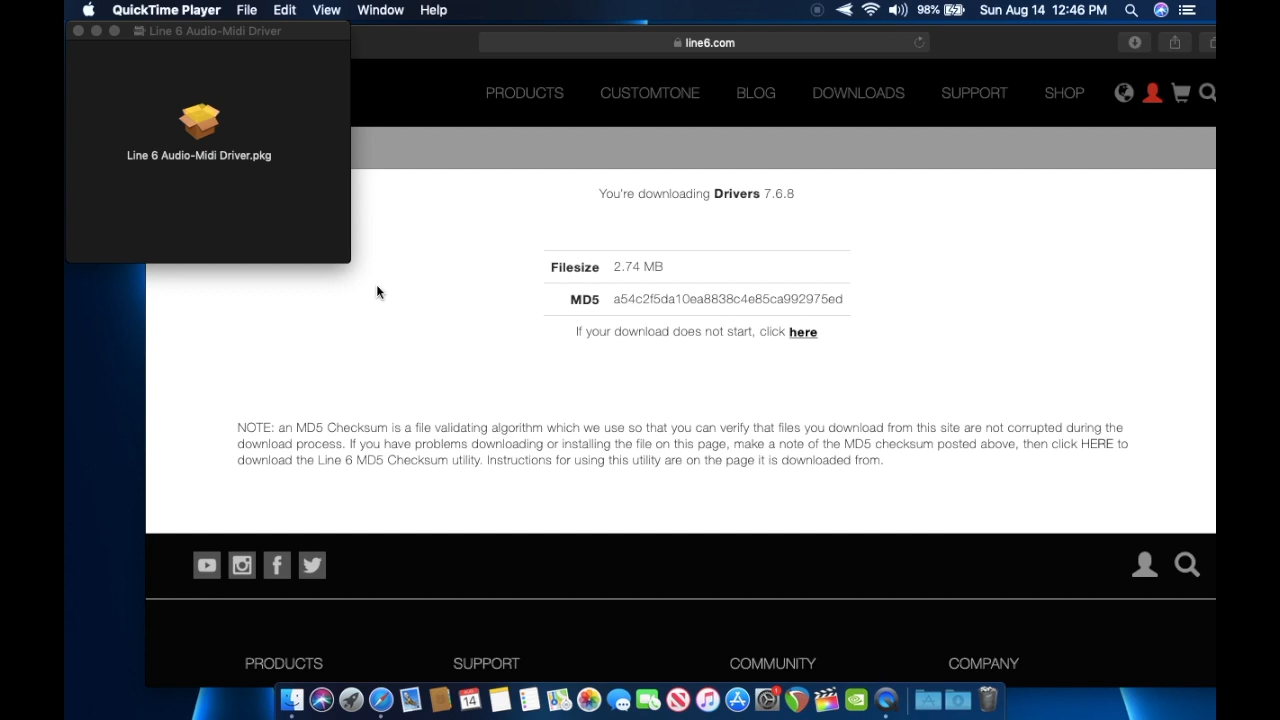 QuickTime Player File Edit View Window Help
98% Sun Aug 14 12:46 PM
Line 6 Audio-Midi Driver
line6.com
PRODUCTS CUSTOMTONE BLOG DOWNLOADS SUPPORT SHOP
Line 6 Audio-Midi Driver.pkg
You're downloading Drivers 7.6.8
Filesize 2.74 MB
MD5 a54c2f5da10ea8838c4e85ca992975ed
If your download does not start, click here
NOTE: an MD5 Checksum is a file validating algorithm which we use so that you can verify that files you download from this site are not corrupted during the
download process. If you have problems downloading or installing the file on this page, make a note of the MD5 checksum posted above, then click HERE to
download the Line 6 MD5 Checksum utility. Instructions for using this utility are on the page it is downloaded from.
PRODUCTS SUPPORT COMMUNITY COMPANY
14